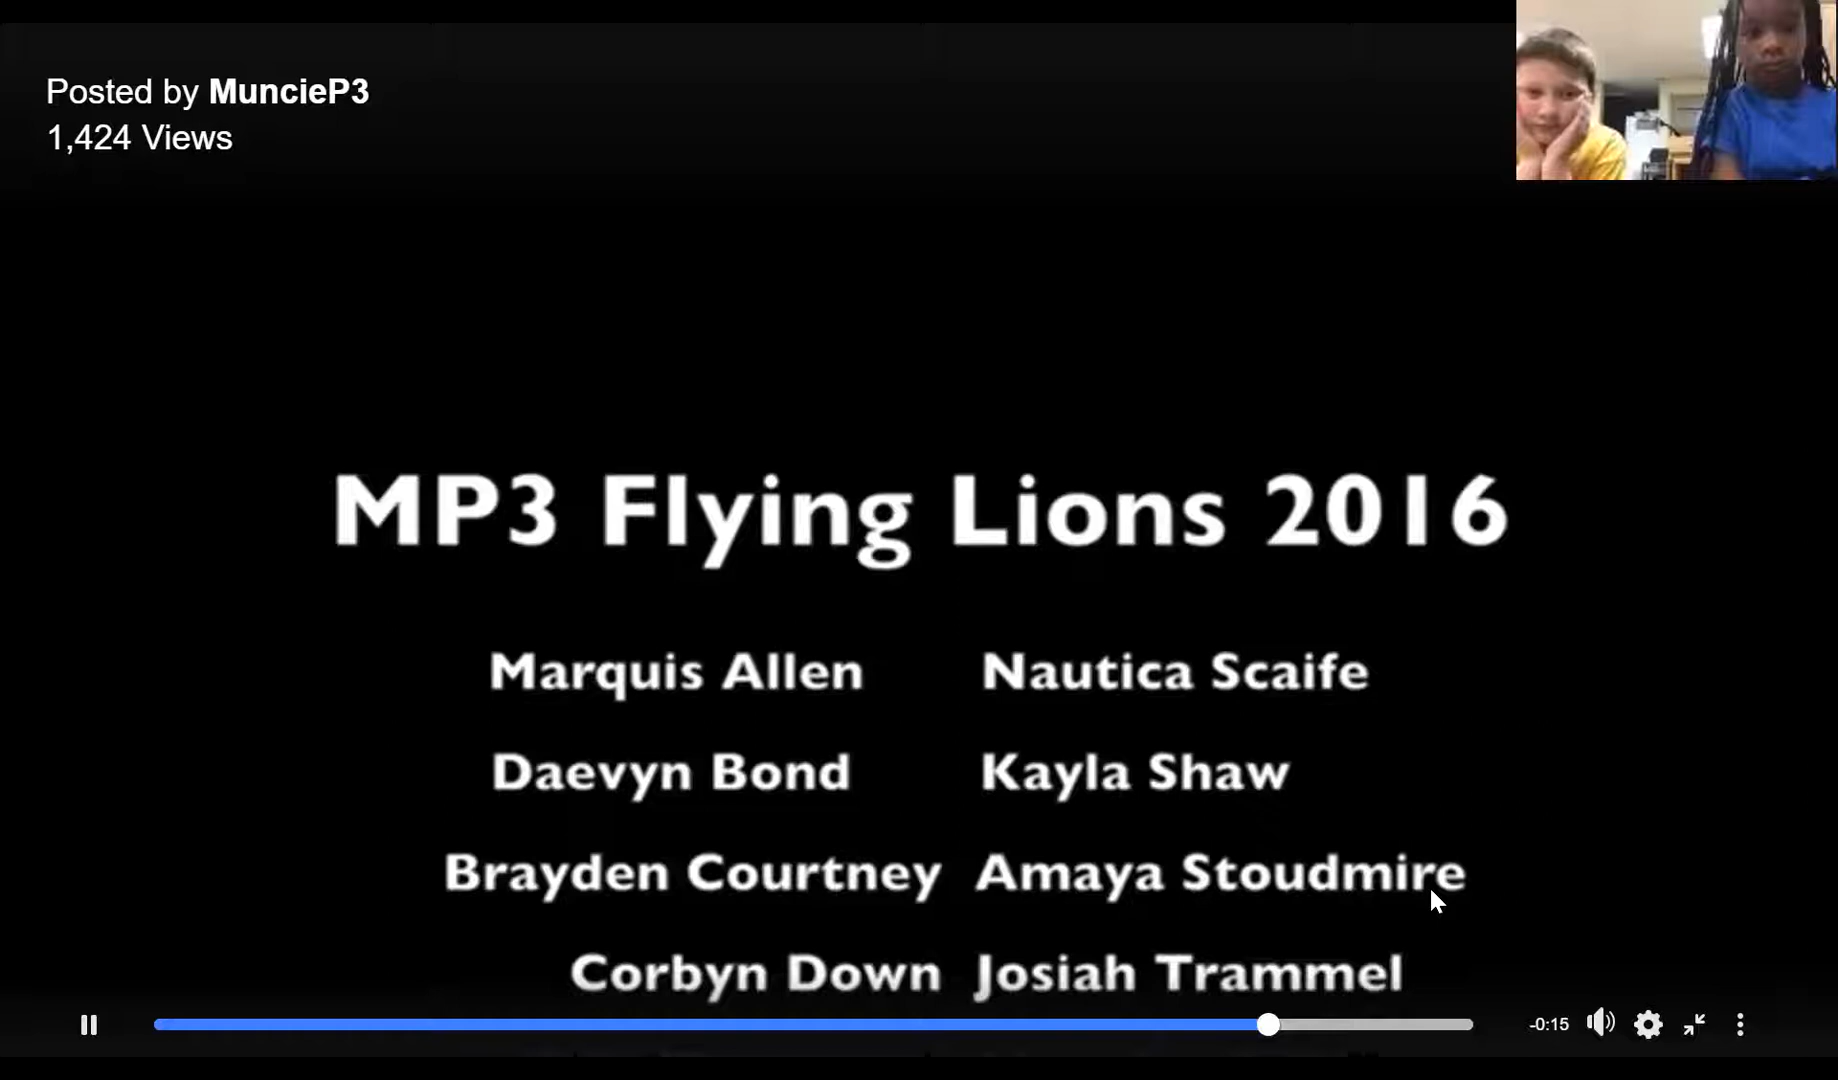 Posted by MuncieP3
1,424 Views
MP3 Flying Lions 2016
Marquis Allen Nautica Scaife
Daevyn Bond Kayla Shaw
Brayden Courtney Amaya Stoudmire
Corbyn Down Josiah Trammel
-0:15